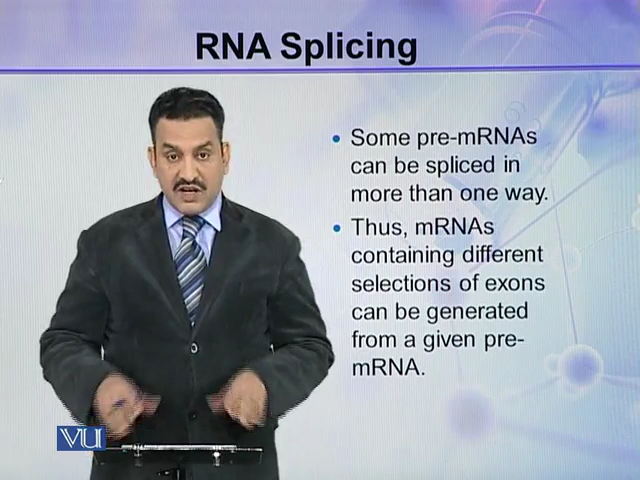 RNA Splicing
• Some pre-mRNAs
can be spliced in
more than one way.
• Thus, mRNAs
containing different
selections of exons
can be generated
from a given pre-
mRNA.
VU